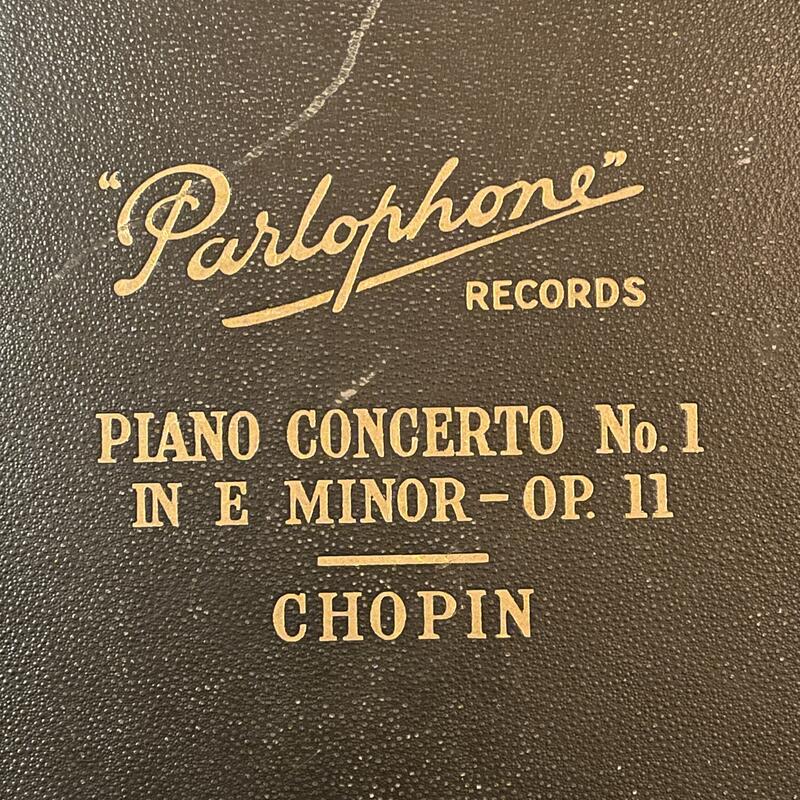 “Parlophone”
RECORDS
PIANO CONCERTO No. 1
IN E MINOR – OP. 11
CHOPIN